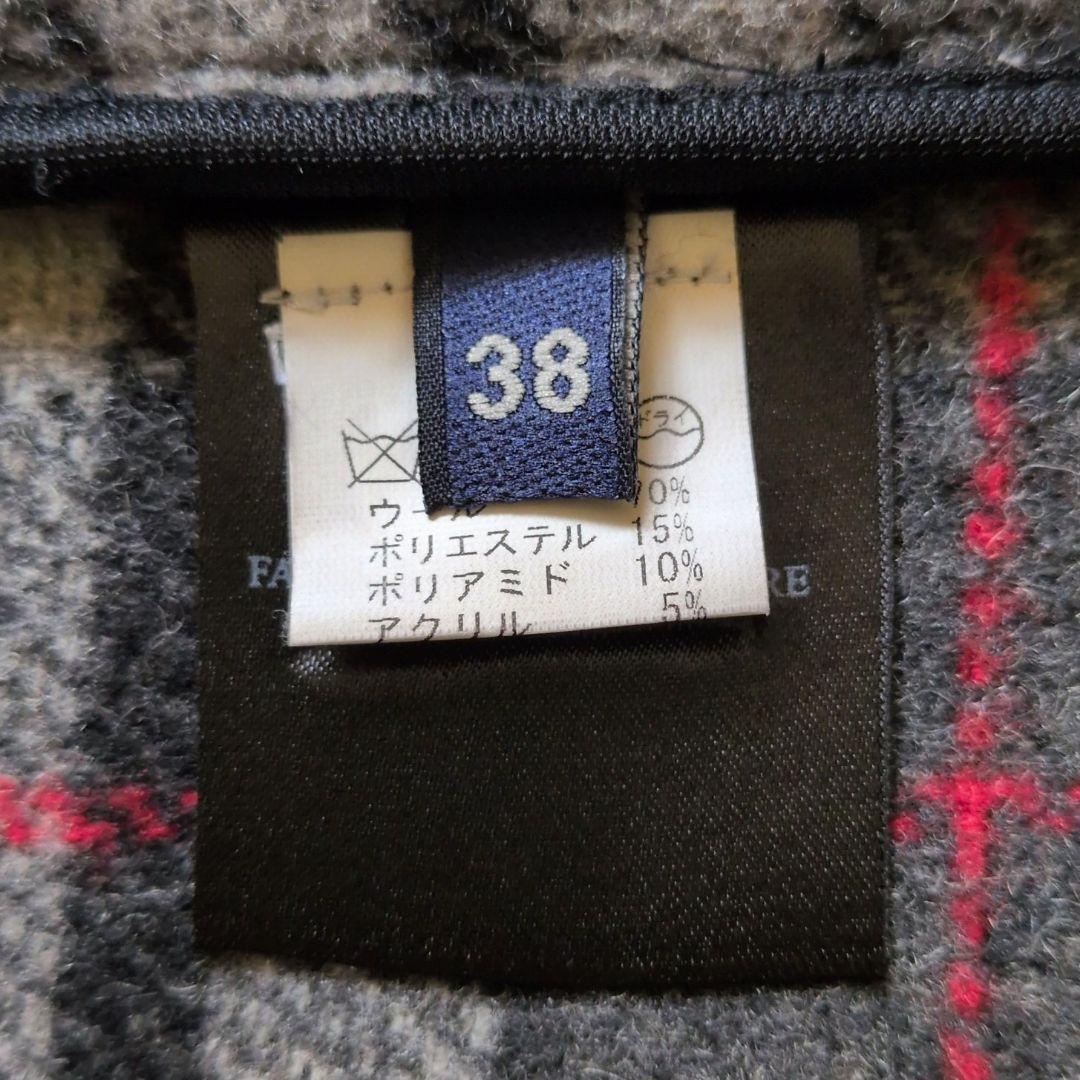 38
ドライ
ウール 70%
ポリエステル 15%
ポリアミド 10%
アクリル 5%